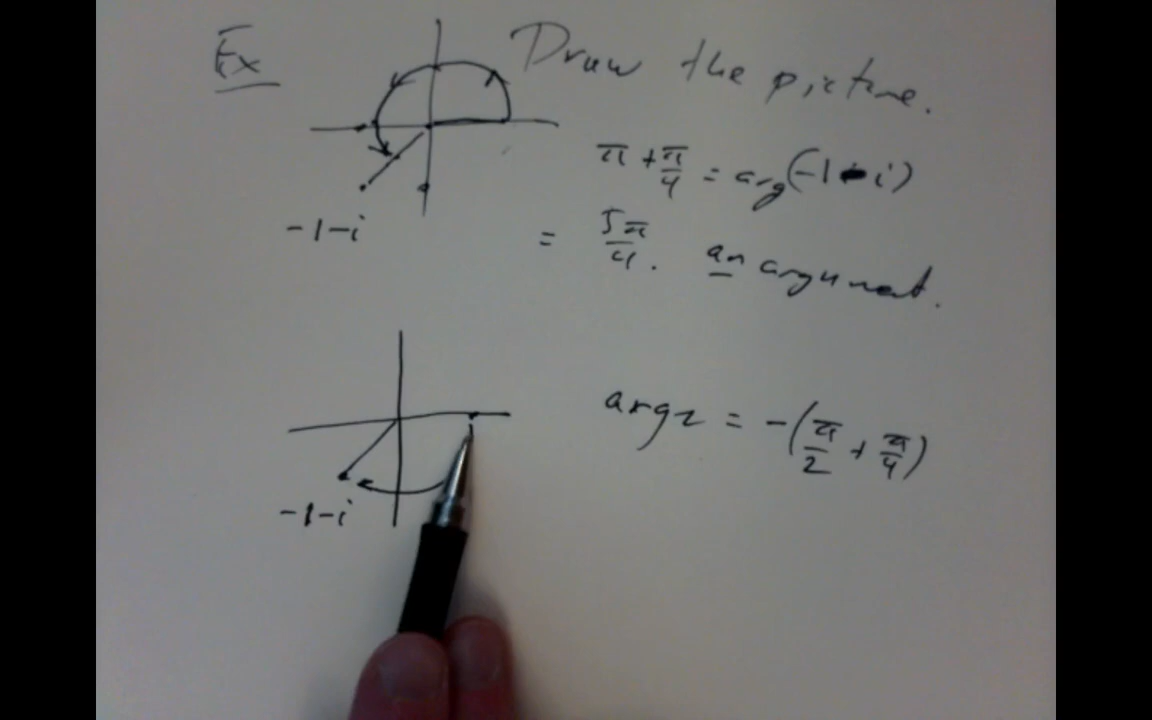 Ex Draw the picture.
π + π/4 = arg(-1-i)
-1-i
= 5π/4. an argument.
arg z = -(π/2 + π/4)
-1-i